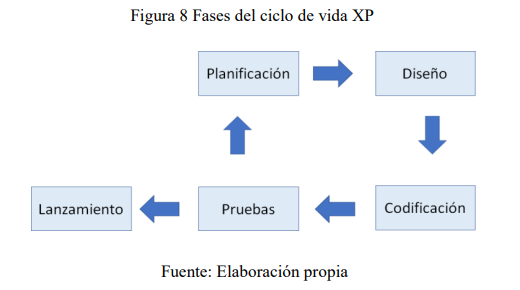 Figura 8 Fases del ciclo de vida XP
Planificación
Diseño
Lanzamiento
Pruebas
Codificación
Fuente: Elaboración propia